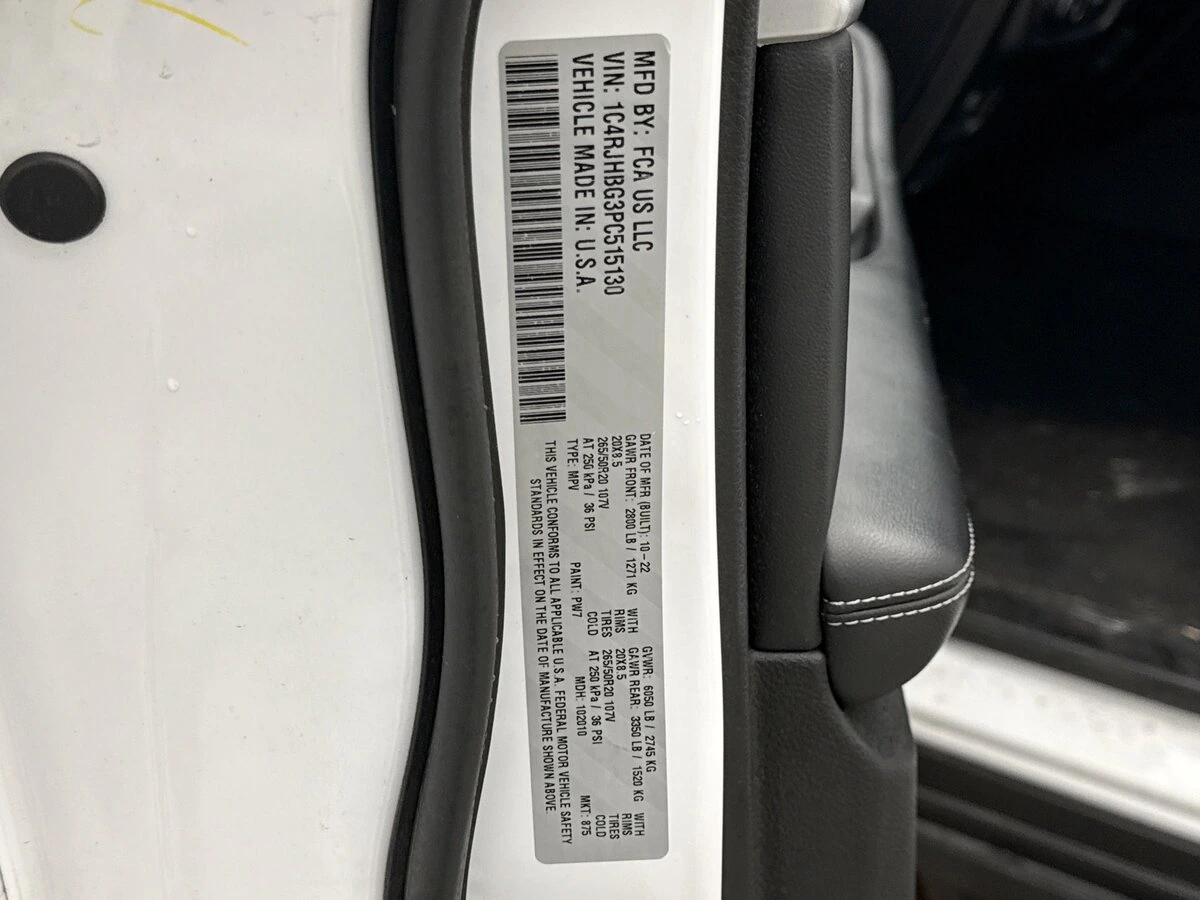 MFD BY: FCA US LLC
VIN: 1C4RJHBG3PC515130
VEHICLE MADE IN: U.S.A.
DATE OF MFR (BUILT): 10-22 GVWR: 6050 LB / 2745 KG
GAWR FRONT: 2800 LB / 1271 KG WITH GAWR REAR: 3350 LB / 1520 KG WITH
20X8.5 RIMS 20X8.5 RIMS
265/50R20 107V TIRES 265/50R20 107V TIRES
AT 250 kPa / 36 PSI COLD AT 250 kPa / 36 PSI COLD
TYPE: MPV PAINT: PW7 MDH: 102010 MKT: 875
THIS VEHICLE CONFORMS TO ALL APPLICABLE U.S.A. FEDERAL MOTOR VEHICLE SAFETY
STANDARDS IN EFFECT ON THE DATE OF MANUFACTURE SHOWN ABOVE.